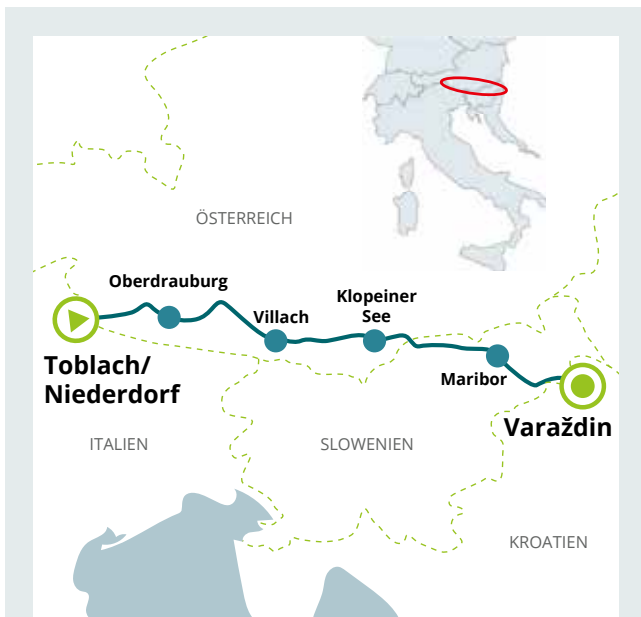 ÖSTERREICH
Oberdrauburg
Villach
Klopeiner
See
Toblach/
Niederdorf
Maribor
Varaždin
ITALIEN
SLOWENIEN
KROATIEN